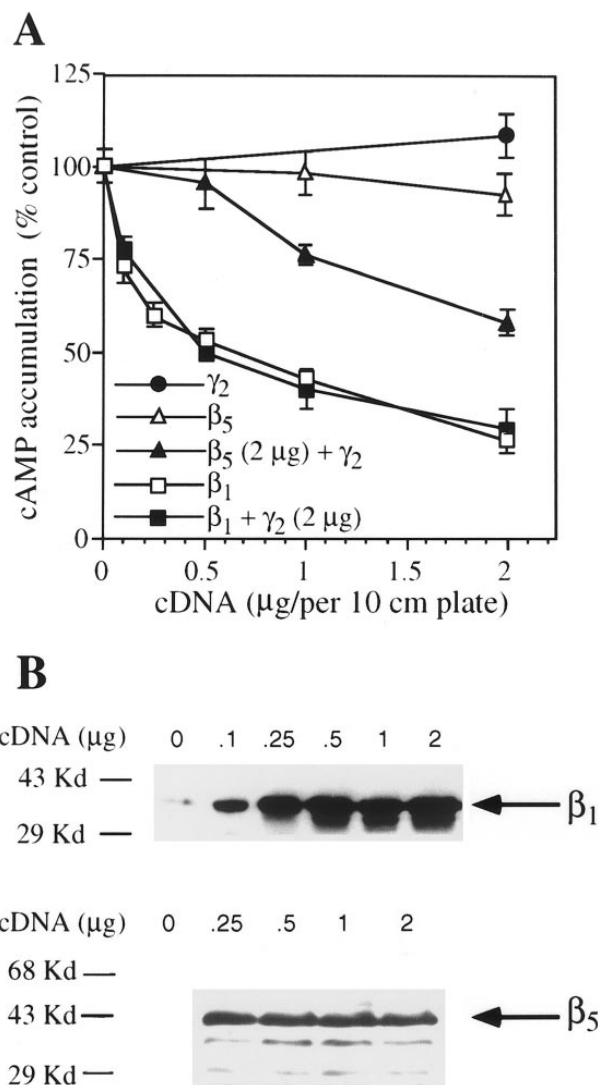 A
125
100
75
50
25
0
cAMP accumulation (% control)
γ2
β5
β5 (2 μg) + γ2
β1
β1 + γ2 (2 μg)
0 0.5 1 1.5 2
cDNA (μg/per 10 cm plate)
B
cDNA (μg) 0 .1 .25 .5 1 2
43 Kd
29 Kd
β1
cDNA (μg) 0 .25 .5 1 2
68 Kd
43 Kd
β5
29 Kd